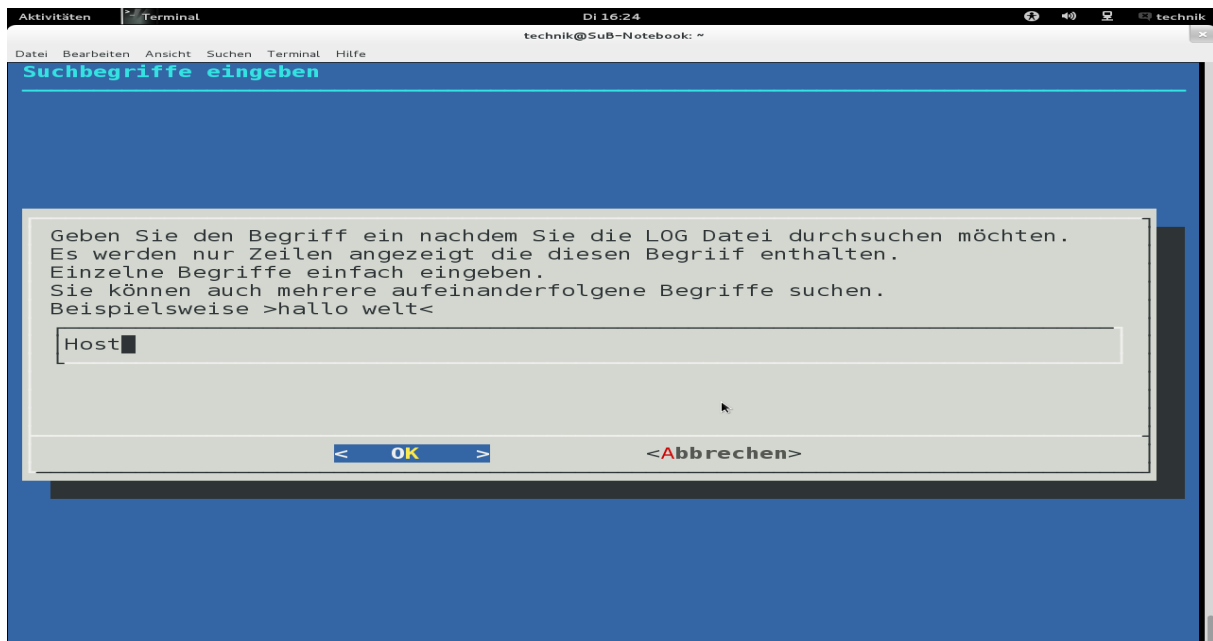 Aktivitäten Terminal Di 16:24 technik
technik@SuB-Notebook: ~
Datei Bearbeiten Ansicht Suchen Terminal Hilfe
Suchbegriffe eingeben
Geben Sie den Begriff ein nachdem Sie die LOG Datei durchsuchen möchten.
Es werden nur Zeilen angezeigt die diesen Begriif enthalten.
Einzelne Begriffe einfach eingeben.
Sie können auch mehrere aufeinanderfolgene Begriffe suchen.
Beispielsweise >hallo welt<
Host
< OK > <Abbrechen>